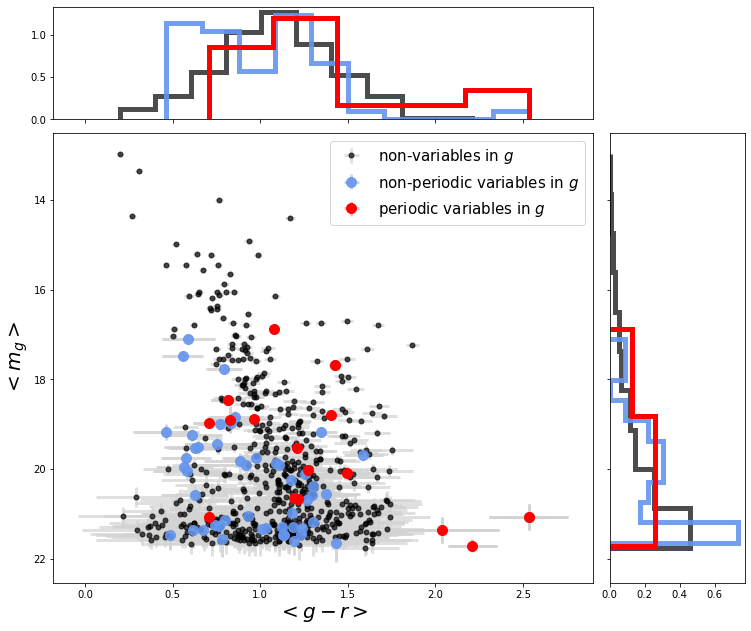 1.0
0.5
0.0
non-variables in g
non-periodic variables in g
periodic variables in g
14
16
18
20
22
<m_g>
0.0 0.5 1.0 1.5 2.0 2.5
<g − r>
0.0 0.2 0.4 0.6